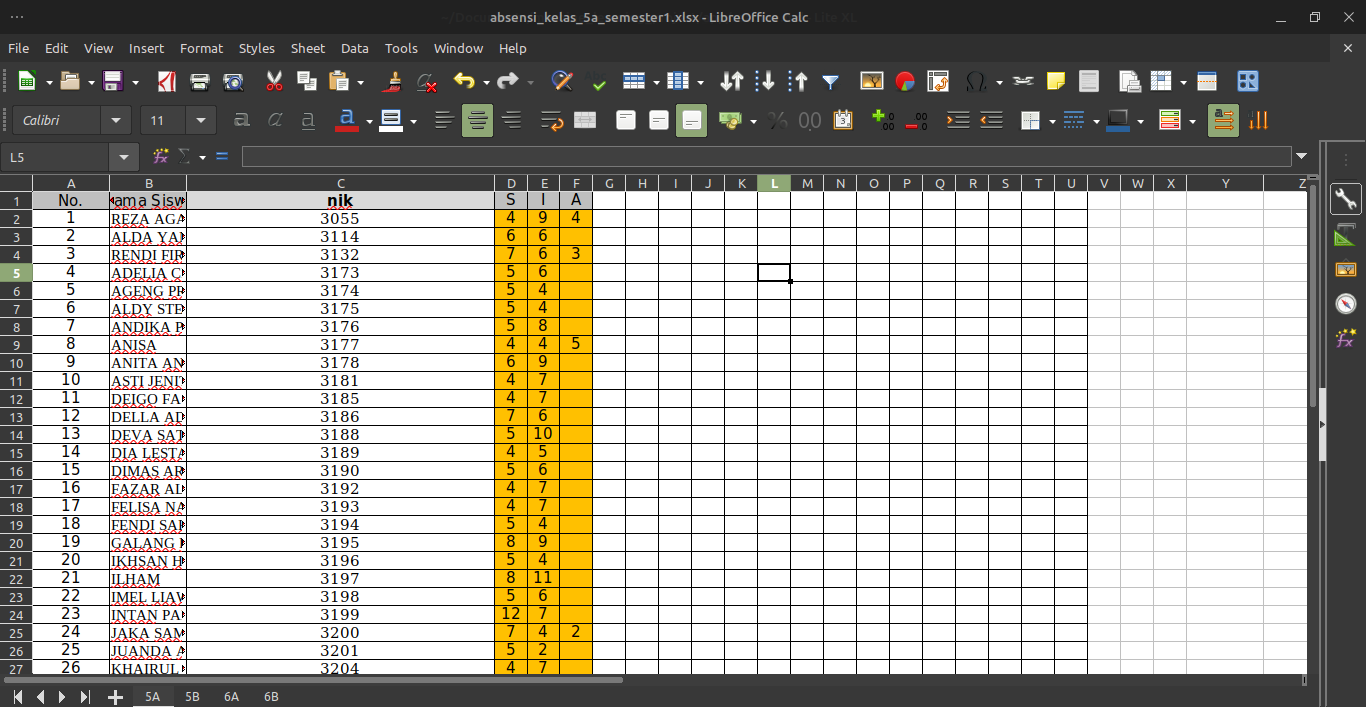 absensi_kelas_5a_semester1.xlsx - LibreOffice Calc
File Edit View Insert Format Styles Sheet Data Tools Window Help
Calibri 11
L5
A B C D E F G H I J K L M N O P Q R S T U V W X Y Z
1 No. ama Sisw nik S I A
2 1 REZA AGA 3055 4 9 4
3 2 ALDA YA 3114 6 6
4 3 RENDI FIR 3132 7 6 3
5 4 ADELIA C 3173 5 6
6 5 AGENG PR 3174 5 4
7 6 ALDY STE 3175 5 4
8 7 ANDIKA P 3176 5 8
9 8 ANISA 3177 4 4 5
10 9 ANITA AN 3178 6 9
11 10 ASTI JENI 3181 4 7
12 11 DEIGO FA 3185 4 7
13 12 DELLA AD 3186 7 6
14 13 DEVA SAT 3188 5 10
15 14 DIA LESTA 3189 4 5
16 15 DIMAS AR 3190 5 6
17 16 FAZAR AL 3192 4 7
18 17 FELISA NA 3193 4 7
19 18 FENDI SAP 3194 5 4
20 19 GALANG 3195 8 9
21 20 IKHSAN H 3196 5 4
22 21 ILHAM 3197 8 11
23 22 IMEL LIAW 3198 5 6
24 23 INTAN PA 3199 12 7
25 24 JAKA SAM 3200 7 4 2
26 25 JUANDA A 3201 5 2
27 26 KHAIRUL 3204 4 7
5A 5B 6A 6B